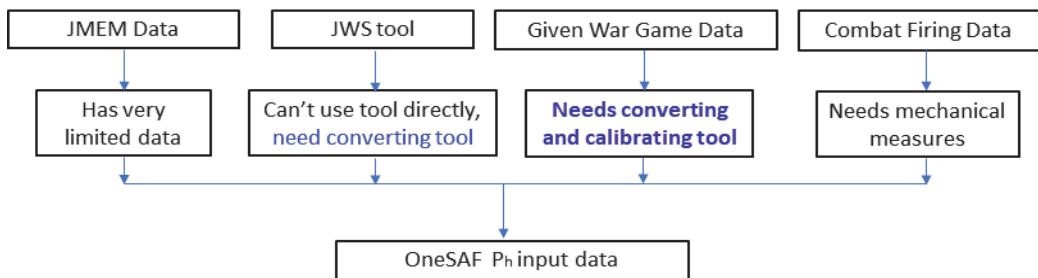 JMEM Data
JWS tool
Given War Game Data
Combat Firing Data
Has very
limited data
Can't use tool directly,
need converting tool
Needs converting
and calibrating tool
Needs mechanical
measures
OneSAF Ph input data